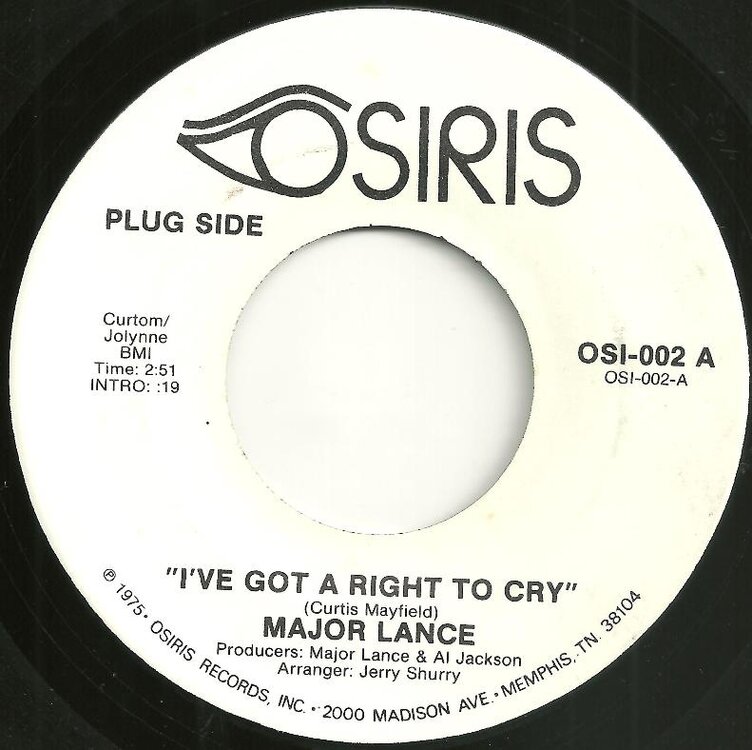 OSIRIS
PLUG SIDE
Curtom/
Jolynne
BMI
Time: 2:51
INTRO: :19
OSI-002 A
OSI-002-A
"I'VE GOT A RIGHT TO CRY"
(Curtis Mayfield)
MAJOR LANCE
Producers: Major Lance & Al Jackson
Arranger: Jerry Shurry
℗ 1975 • OSIRIS RECORDS, INC. • 2000 MADISON AVE. • MEMPHIS, TN. 38104